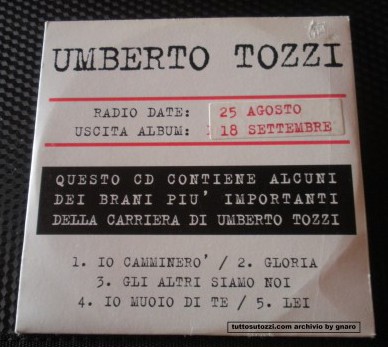 UMBERTO TOZZI
RADIO DATE: 25 AGOSTO
USCITA ALBUM: 18 SETTEMBRE
QUESTO CD CONTIENE ALCUNI
DEI BRANI PIU' IMPORTANTI
DELLA CARRIERA DI UMBERTO TOZZI
1. IO CAMMINERO' / 2. GLORIA
3. GLI ALTRI SIAMO NOI
4. IO MUOIO DI TE / 5. LEI
tuttosutozzi.com archivio by gnaro